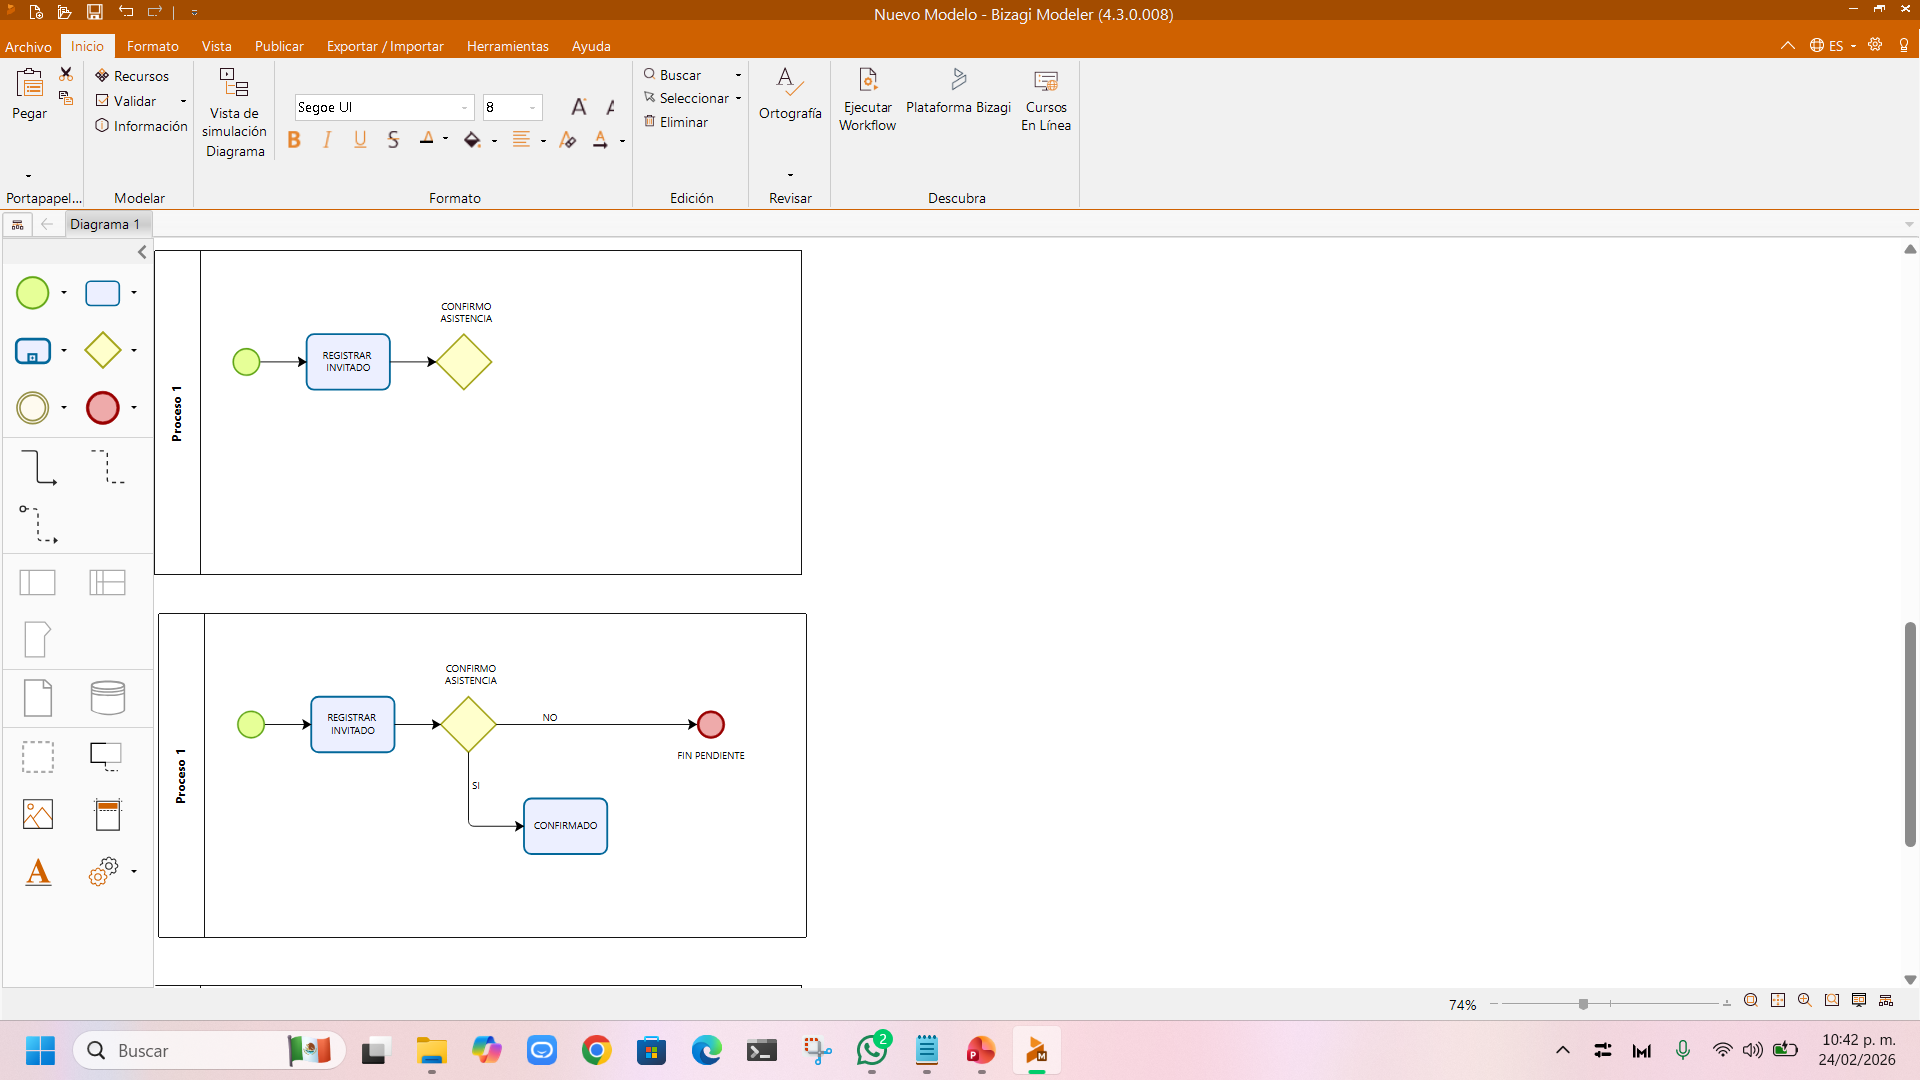 Nuevo Modelo - Bizagi Modeler (4.3.0.008)
Archivo
Inicio
Formato
Vista
Publicar
Exportar / Importar
Herramientas
Ayuda
ES
Pegar
Recursos
Validar
Información
Vista de
simulación
Diagrama
Segoe UI
8
Buscar
Seleccionar
Eliminar
Ortografía
Ejecutar
Workflow
Plataforma Bizagi
Cursos
En Línea
Portapapel...
Modelar
Formato
Edición
Revisar
Descubra
Diagrama 1
Proceso 1
REGISTRAR
INVITADO
CONFIRMO
ASISTENCIA
Proceso 1
REGISTRAR
INVITADO
CONFIRMO
ASISTENCIA
NO
FIN PENDIENTE
SI
CONFIRMADO
74%
Buscar
2
10:42 p. m.
24/02/2026